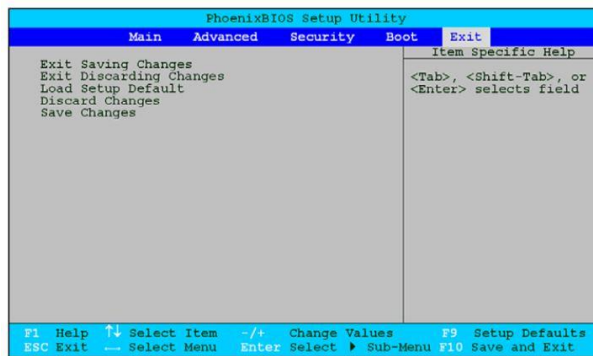 PhoenixBIOS Setup Utility
Main Advanced Security Boot Exit
Item Specific Help
Exit Saving Changes
Exit Discarding Changes
Load Setup Default
Discard Changes
Save Changes
<Tab>, <Shift-Tab>, or
<Enter> selects field
F1 Help ↑↓ Select Item -/+ Change Values F9 Setup Defaults
ESC Exit ↔ Select Menu Enter Select ▶ Sub-Menu F10 Save and Exit